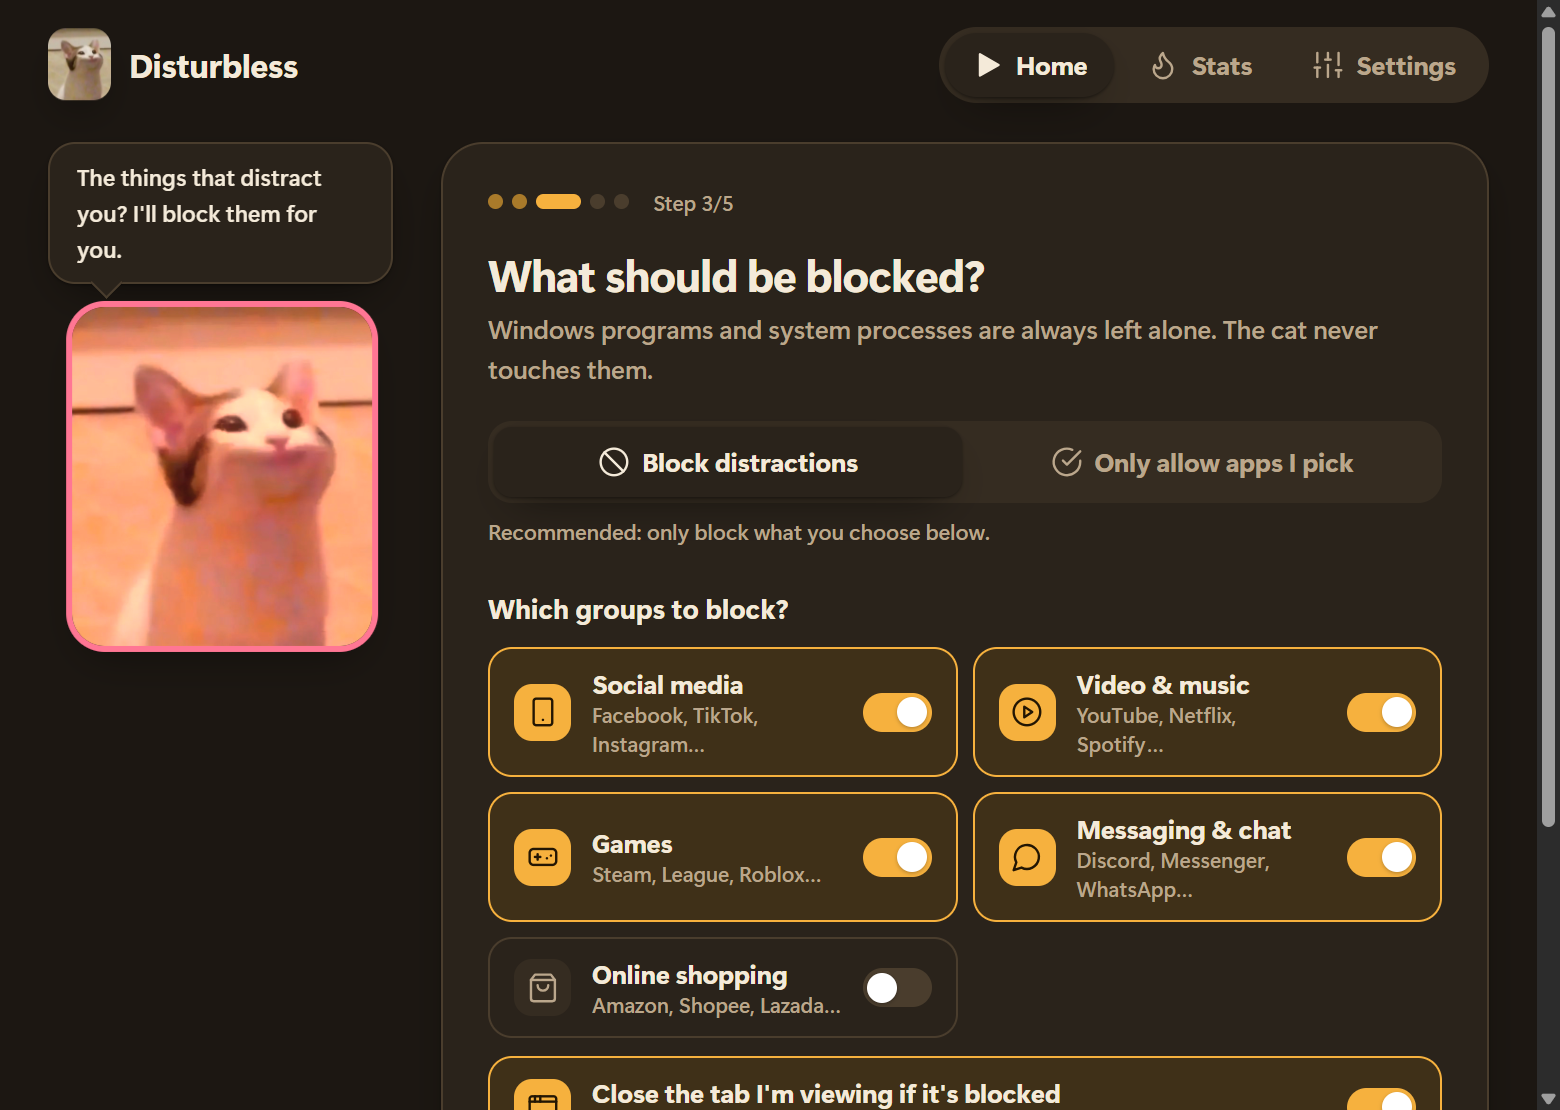 Disturbless
Home
Stats
Settings
The things that distract
you? I'll block them for
you.
Step 3/5
What should be blocked?
Windows programs and system processes are always left alone. The cat never
touches them.
Block distractions
Only allow apps I pick
Recommended: only block what you choose below.
Which groups to block?
Social media
Facebook, TikTok,
Instagram...
Video & music
YouTube, Netflix,
Spotify...
Games
Steam, League, Roblox...
Messaging & chat
Discord, Messenger,
WhatsApp...
Online shopping
Amazon, Shopee, Lazada...
Close the tab I'm viewing if it's blocked